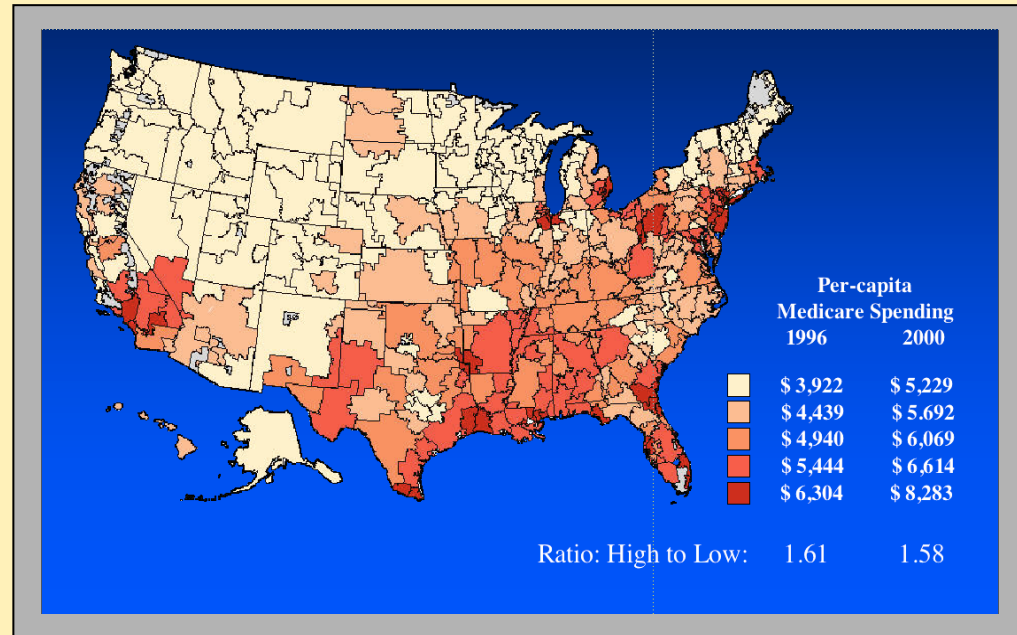 Per-capita
Medicare Spending
1996 2000
$ 3,922 $ 5,229
$ 4,439 $ 5.692
$ 4,940 $ 6,069
$ 5,444 $ 6,614
$ 6,304 $ 8,283
Ratio: High to Low: 1.61 1.58